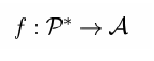 f : 𝒫* → 𝒜